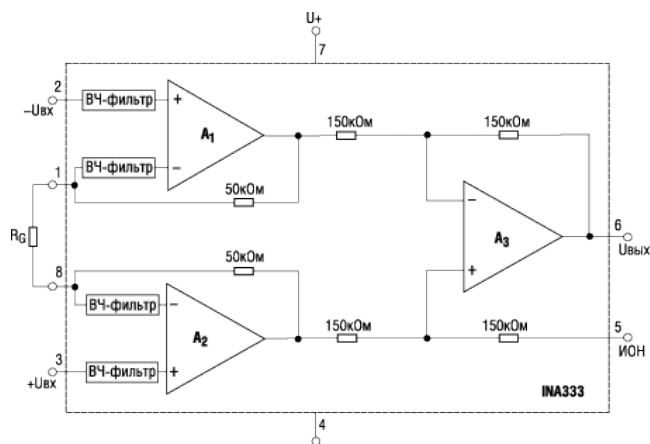 U+
7
2
–Uвх
ВЧ-фильтр
+
A1
150кОм
150кОм
ВЧ-фильтр
–
1
50кОм
RG
–
A3
+
6
Uвых
8
50кОм
ВЧ-фильтр
–
A2
150кОм
150кОм
5
ИОН
3
+Uвх
ВЧ-фильтр
+
INA333
4